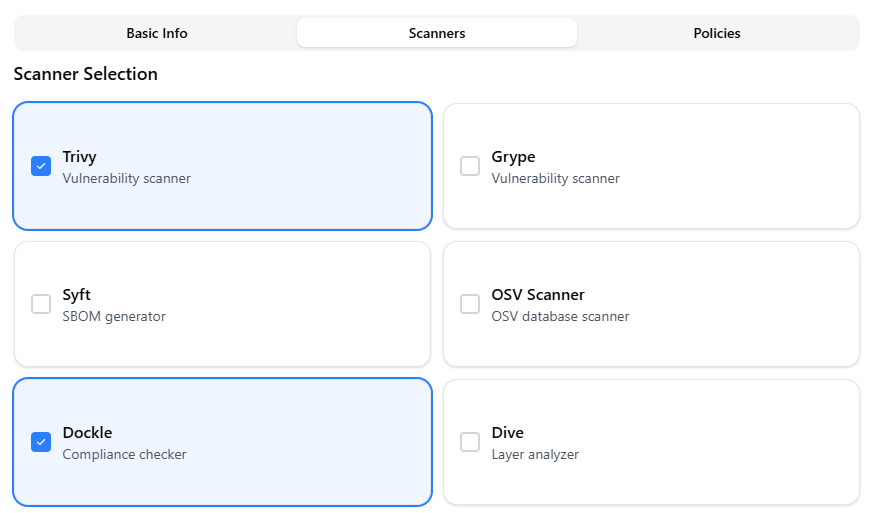 Basic Info
Scanners
Policies
Scanner Selection
Trivy
Vulnerability scanner
Grype
Vulnerability scanner
Syft
SBOM generator
OSV Scanner
OSV database scanner
Dockle
Compliance checker
Dive
Layer analyzer